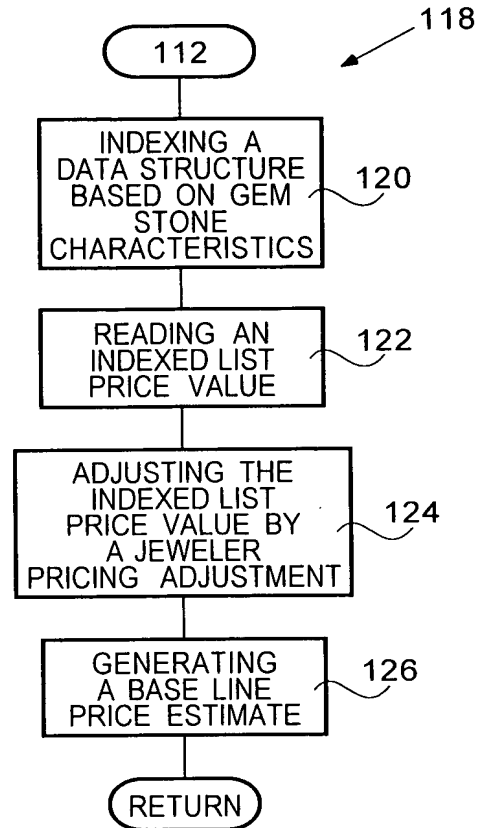 118
112
INDEXING A
DATA STRUCTURE
BASED ON GEM
STONE
CHARACTERISTICS
120
READING AN
INDEXED LIST
PRICE VALUE
122
ADJUSTING THE
INDEXED LIST
PRICE VALUE BY
A JEWELER
PRICING ADJUSTMENT
124
GENERATING
A BASE LINE
PRICE ESTIMATE
126
RETURN